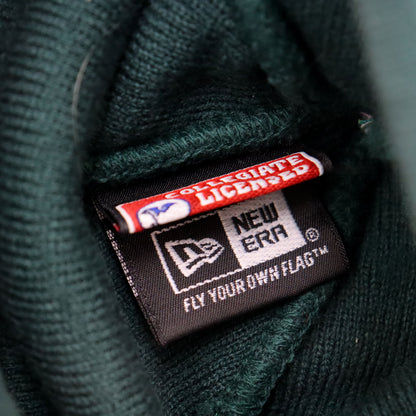 COLLEGIATE
LICENSED
NEW
ERA®
FLY YOUR OWN FLAG™